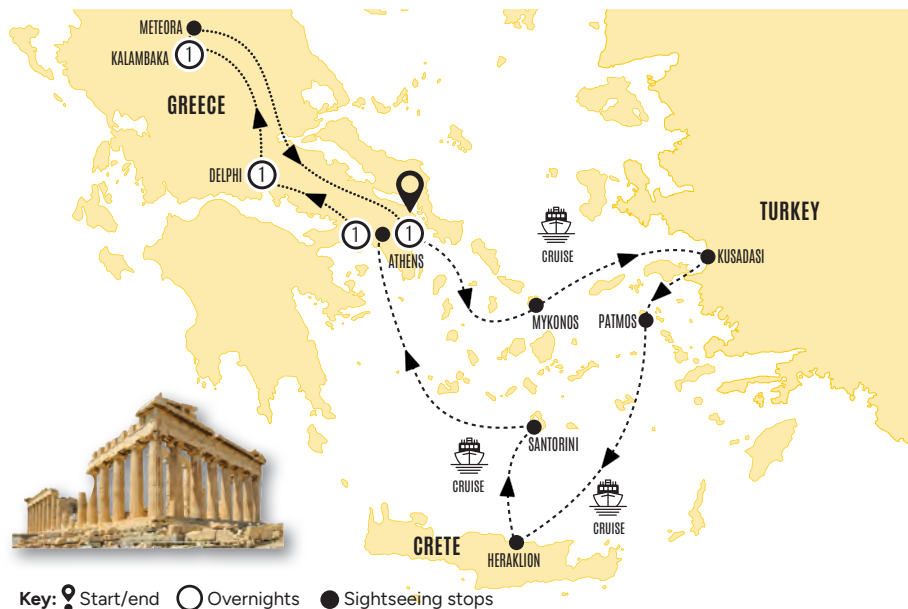 METEORA
KALAMBAKA
1
GREECE
DELPHI
1
1
1
ATHENS
TURKEY
CRUISE
KUSADASI
MYKONOS
PATMOS
SANTORINI
CRUISE
CRUISE
CRETE
HERAKLION
Key: Start/end Overnights Sightseeing stops